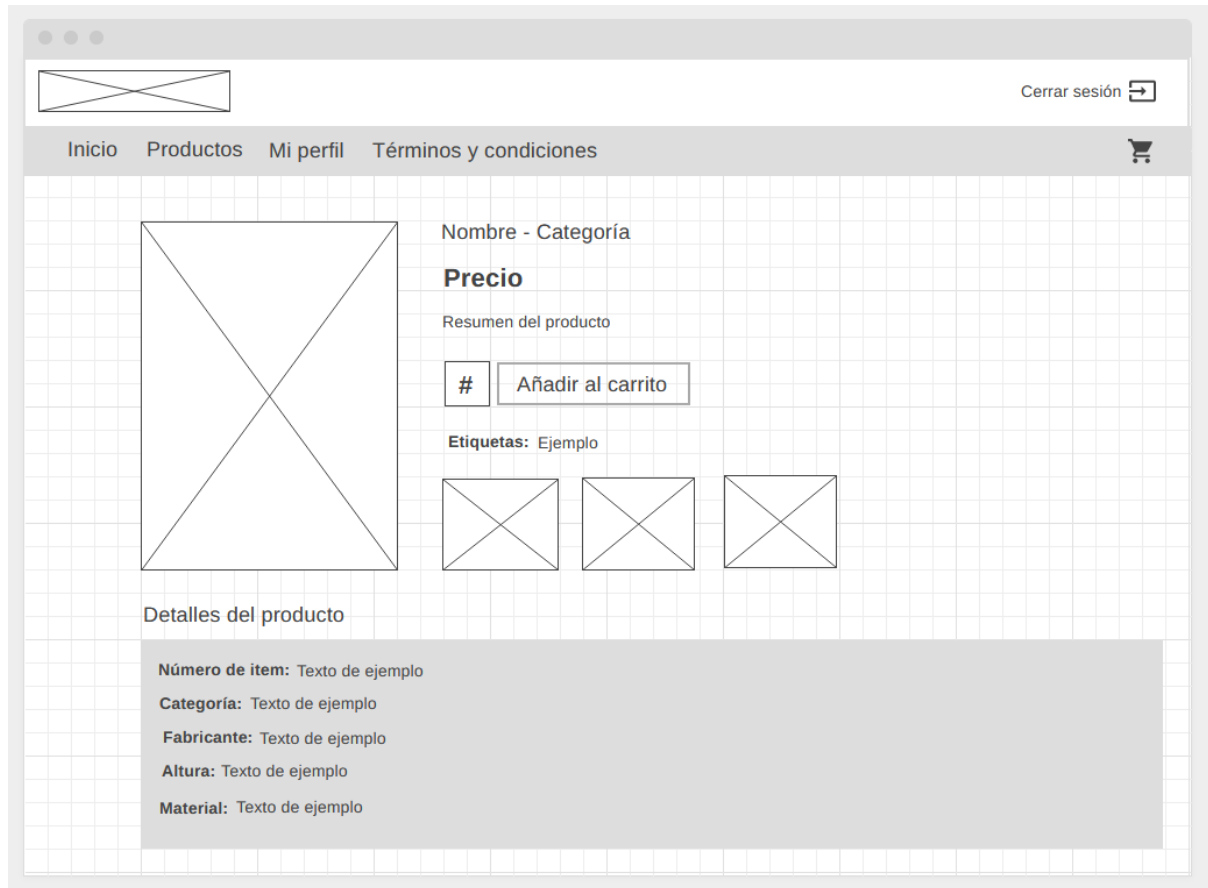 Cerrar sesión
Inicio Productos Mi perfil Términos y condiciones
Nombre - Categoría
Precio
Resumen del producto
# Añadir al carrito
Etiquetas: Ejemplo
Detalles del producto
Número de item: Texto de ejemplo
Categoría: Texto de ejemplo
Fabricante: Texto de ejemplo
Altura: Texto de ejemplo
Material: Texto de ejemplo